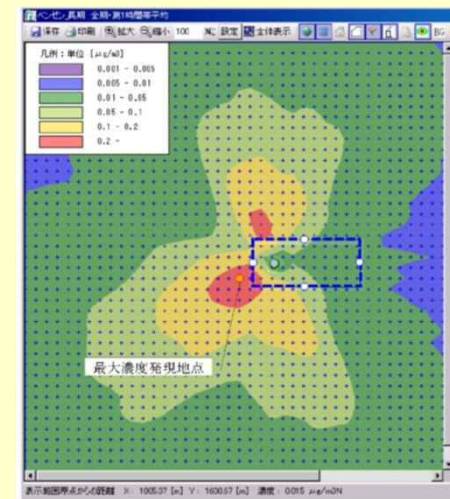 ベンゼン_長期 全期・第1時間帯平均
保存 印刷 拡大 縮小 100 % 設定 全体表示 BG
凡例：単位 [μg/m3]
0.001 - 0.005
0.005 - 0.01
0.01 - 0.05
0.05 - 0.1
0.1 - 0.2
0.2 -
最大濃度発現地点
表示範囲原点からの距離 X： 1005.37 [m] Y： 1600.57 [m] 濃度： 0.015 μg/m3N